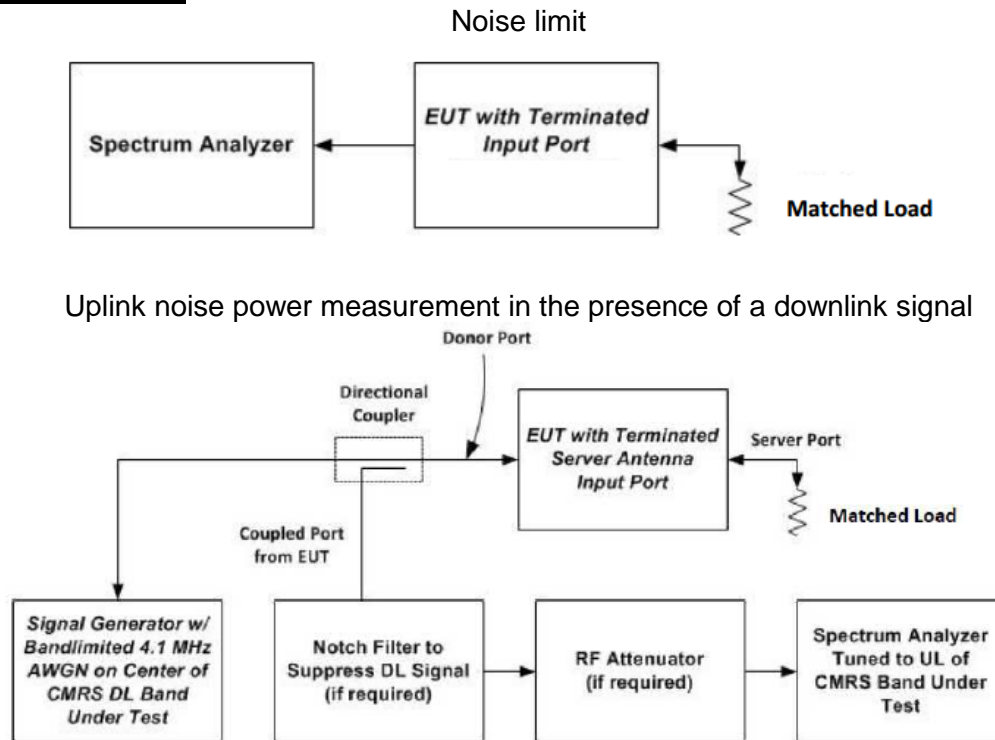 Noise limit
Spectrum Analyzer
EUT with Terminated
Input Port
Matched Load
Uplink noise power measurement in the presence of a downlink signal
Donor Port
Directional
Coupler
EUT with Terminated
Server Antenna
Input Port
Server Port
Matched Load
Coupled Port
from EUT
Signal Generator w/
Bandlimited 4.1 MHz
AWGN on Center of
CMRS DL Band
Under Test
Notch Filter to
Suppress DL Signal
(if required)
RF Attenuator
(if required)
Spectrum Analyzer
Tuned to UL of
CMRS Band Under
Test